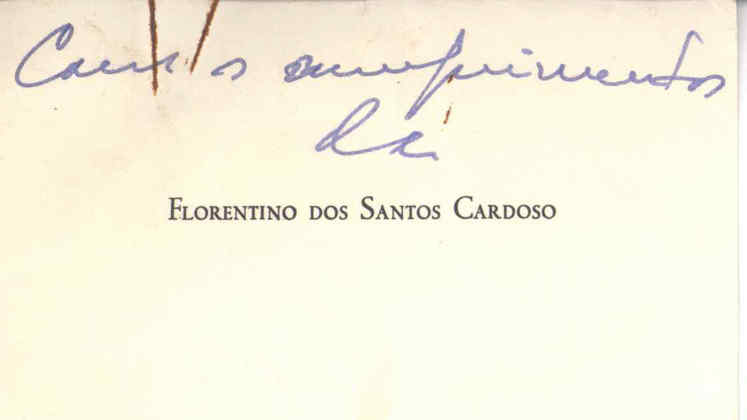 Com os cumprimentos
de
FLORENTINO DOS SANTOS CARDOSO